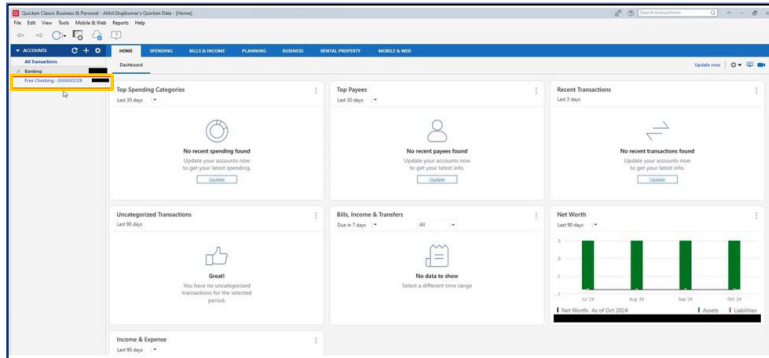 Quicken Classic Business & Personal - Akhil.Shajikumar's Quicken Data - [Home]
Search transactions
File Edit View Tools Mobile & Web Reports Help
ACCOUNTS
HOME SPENDING BILLS & INCOME PLANNING BUSINESS RENTAL PROPERTY MOBILE & WEB
All Transactions
Dashboard
Update now
Banking
Free Checking - XXXXXX0129
Top Spending Categories
Last 30 days
No recent spending found
Update your accounts now
to get your latest spending.
Update
Top Payees
Last 30 days
No recent payees found
Update your accounts now
to get your latest info.
Update
Recent Transactions
Last 3 days
No recent transactions found
Update your accounts now
to get your latest info.
Update
Uncategorized Transactions
Last 90 days
Great!
You have no uncategorized
transactions for the selected
period.
Bills, Income & Transfers
Due in 7 days All
No data to show
Select a different time range
Net Worth
Last 90 days
Jul '24 Aug '24 Sep '24 Oct '24
Net Worth: As of Oct 2024 Assets Liabilities
Income & Expense
Last 90 days